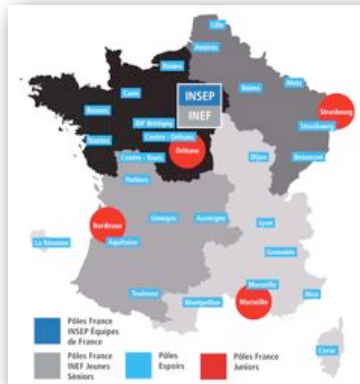 Lille
Amiens
Rouen
Metz
Caen
INSEP
Reims
Strasbourg
INEF
Rennes
IDF Brétigny
Strasbourg
Centre - Orléans
Nantes
Orléans
Dijon
Besancon
Centre - Tours
Poitiers
Limoges
Auvergne
Lyon
Bordeaux
La Réunion
Aquitaine
Grenoble
Marseille
Toulouse
Montpellier
Marseille
Nice
Corse
Pôles France
INSEP Équipes
de France
Pôles France
INEF Jeunes
Séniors
Pôles
Espoirs
Pôles France
Juniors